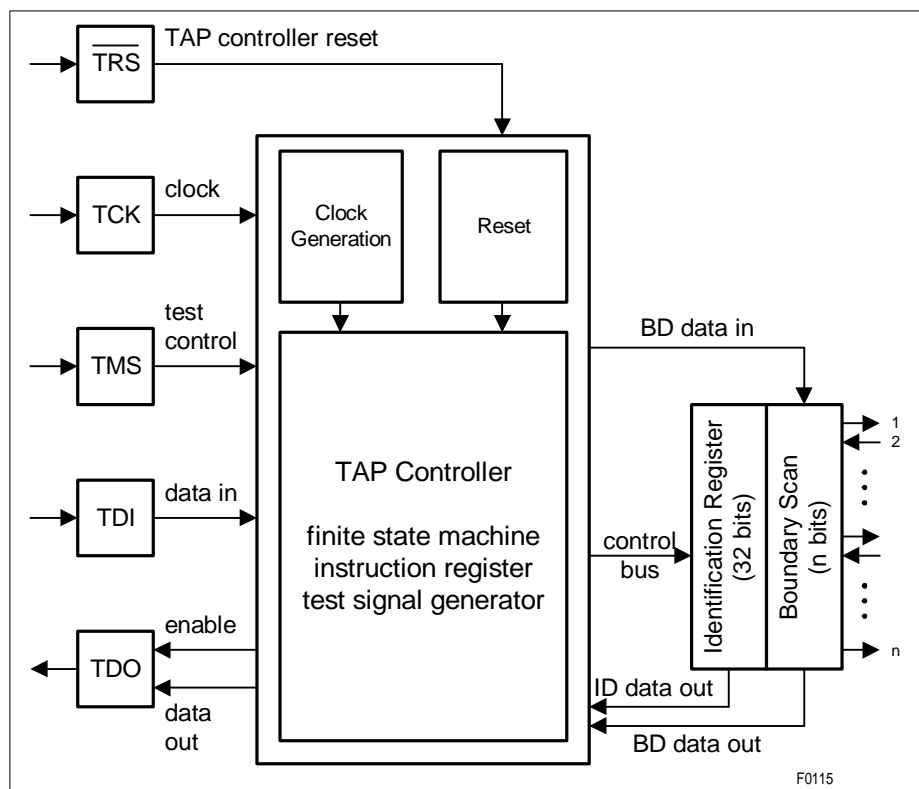 TAP controller reset
TRS
clock
TCK
Clock
Generation
Reset
test
control
TMS
BD data in
TAP Controller
finite state machine
instruction register
test signal generator
data in
TDI
control
bus
Identification Register
(32 bits)
Boundary Scan
(n bits)
1
2
n
enable
TDO
data
out
ID data out
BD data out
F0115